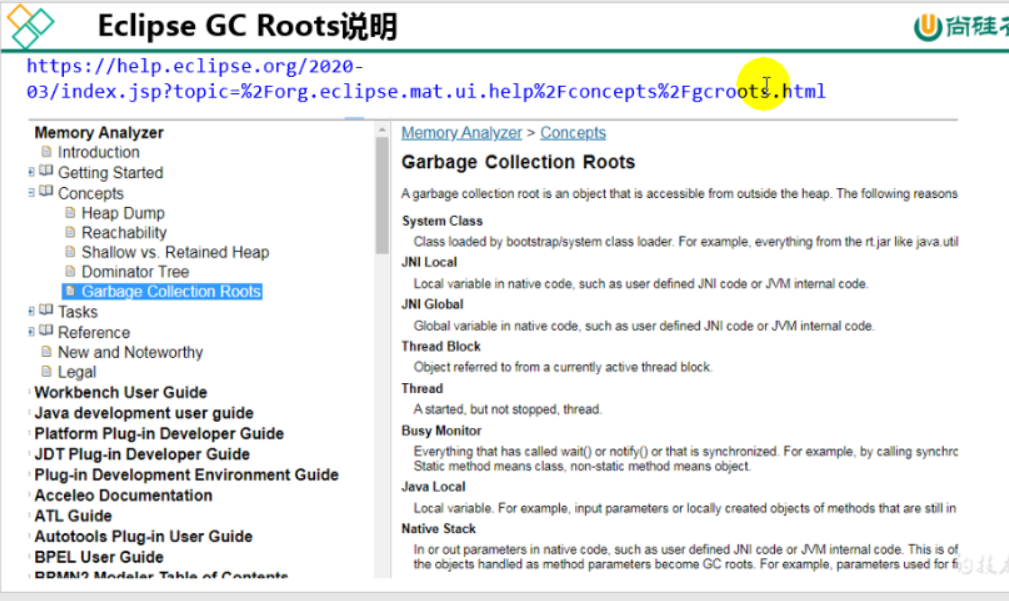 Eclipse GC Roots说明
尚硅
https://help.eclipse.org/2020-
03/index.jsp?topic=%2Forg.eclipse.mat.ui.help%2Fconcepts%2Fgcroots.html
Memory Analyzer
Introduction
Getting Started
Concepts
Heap Dump
Reachability
Shallow vs. Retained Heap
Dominator Tree
Garbage Collection Roots
Tasks
Reference
New and Noteworthy
Legal
Workbench User Guide
Java development user guide
Platform Plug-in Developer Guide
JDT Plug-in Developer Guide
Plug-in Development Environment Guide
Acceleo Documentation
ATL Guide
Autotools Plug-in User Guide
BPEL User Guide
BPMN2 Modeler Table of Contents
Memory Analyzer > Concepts
Garbage Collection Roots
A garbage collection root is an object that is accessible from outside the heap. The following reasons
System Class
Class loaded by bootstrap/system class loader. For example, everything from the rt.jar like java.util
JNI Local
Local variable in native code, such as user defined JNI code or JVM internal code.
JNI Global
Global variable in native code, such as user defined JNI code or JVM internal code.
Thread Block
Object referred to from a currently active thread block.
Thread
A started, but not stopped, thread.
Busy Monitor
Everything that has called wait() or notify() or that is synchronized. For example, by calling synchrc
Static method means class, non-static method means object.
Java Local
Local variable. For example, input parameters or locally created objects of methods that are still in
Native Stack
In or out parameters in native code, such as user defined JNI code or JVM internal code. This is of
the objects handled as method parameters become GC roots. For example, parameters used for fi